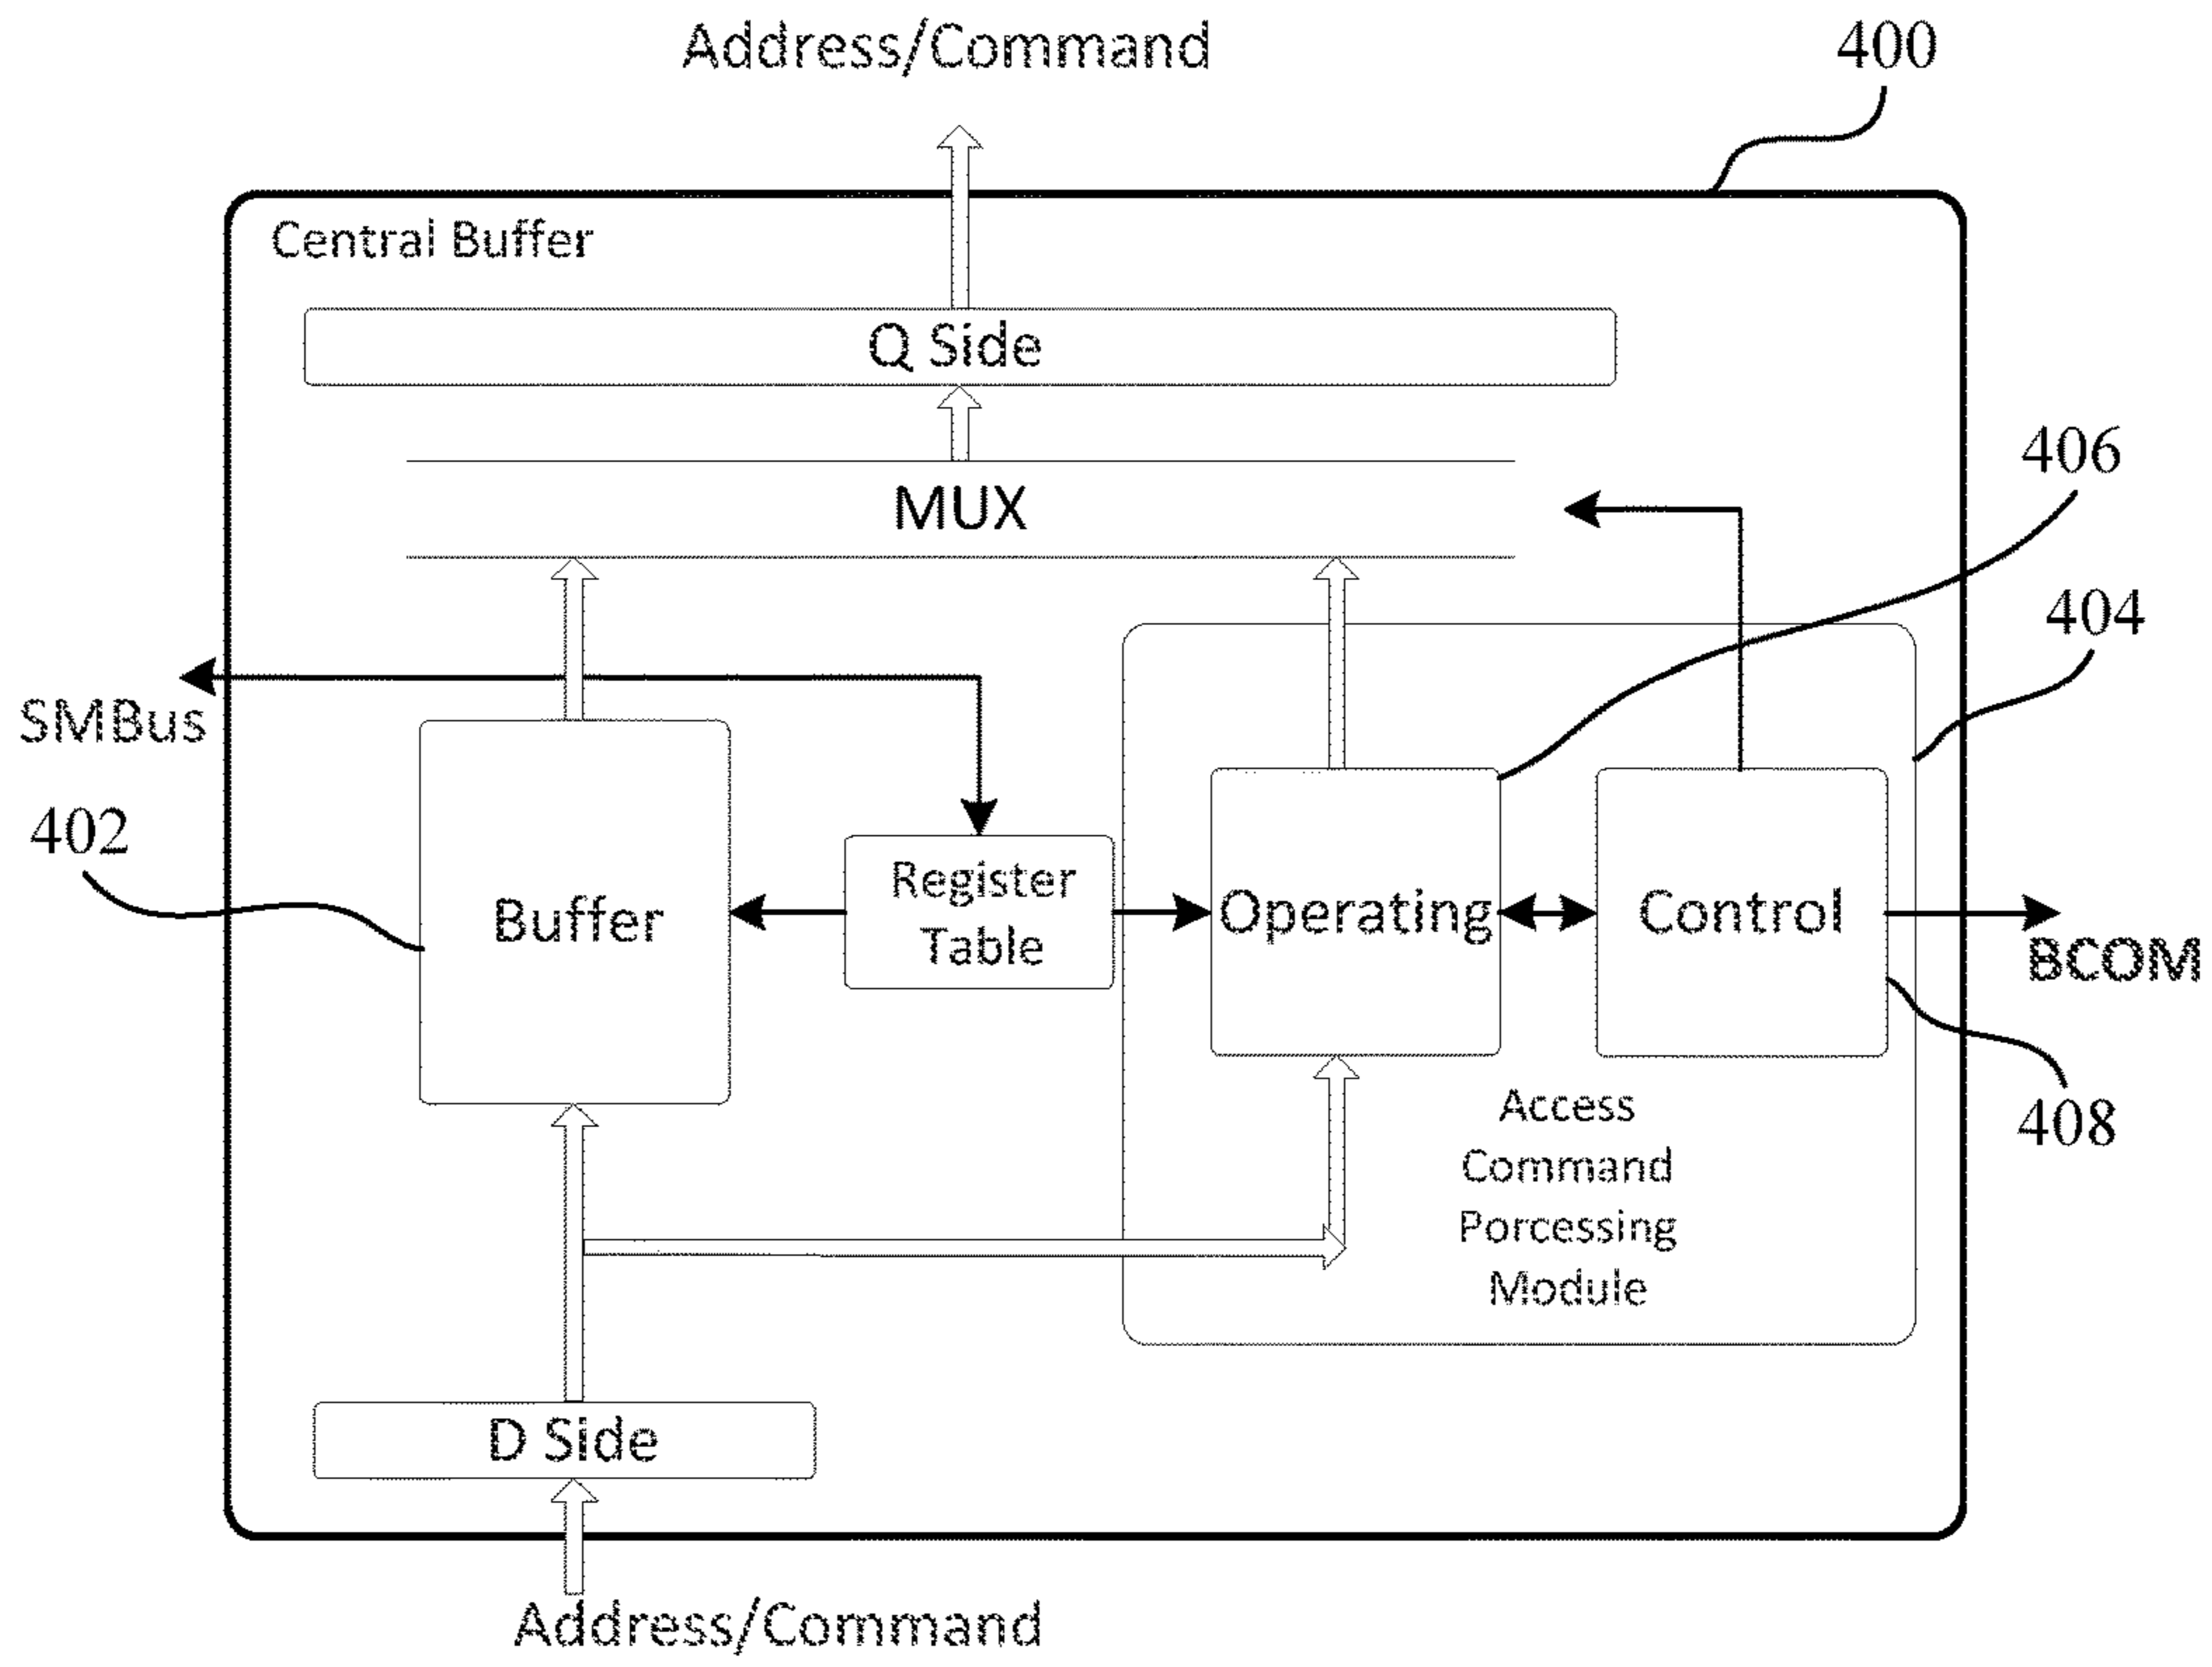 Address/Command
400
Central Buffer
Q Side
406
MUX
404
SMBus
402
Register
Table
Buffer
Operating
Control
BCOM
Access
Command
Porcessing
Module
408
D Side
Address/Command